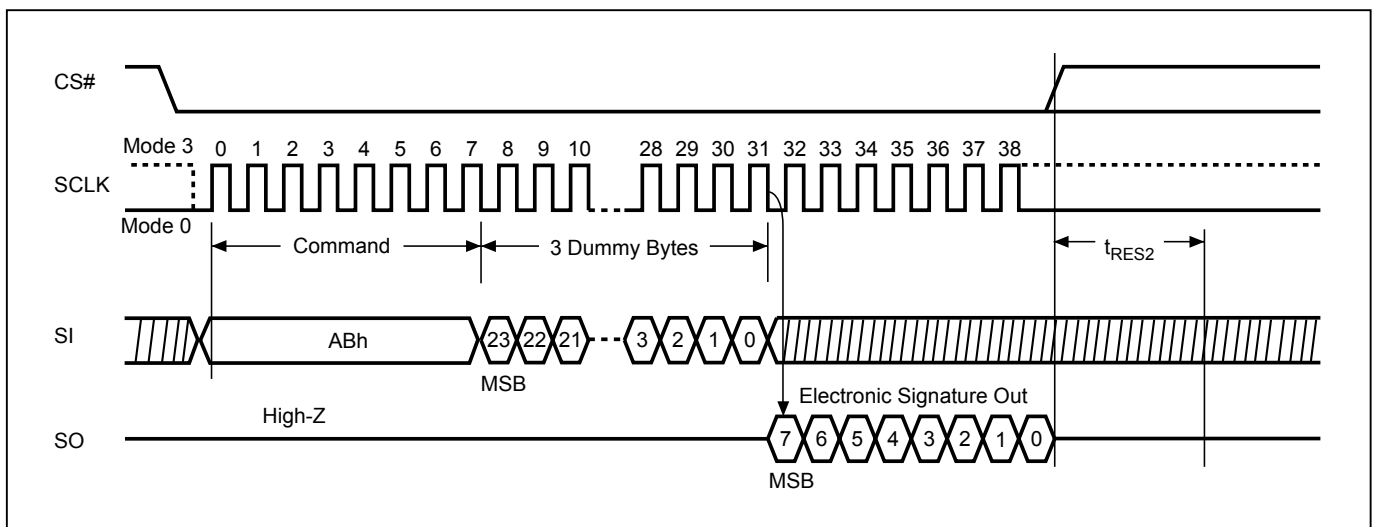 CS#
Mode 3 0 1 2 3 4 5 6 7 8 9 10 28 29 30 31 32 33 34 35 36 37 38
SCLK
Mode 0
Command 3 Dummy Bytes tRES2
SI ABh 23 22 21 3 2 1 0
MSB
Electronic Signature Out
High-Z
SO 7 6 5 4 3 2 1 0
MSB